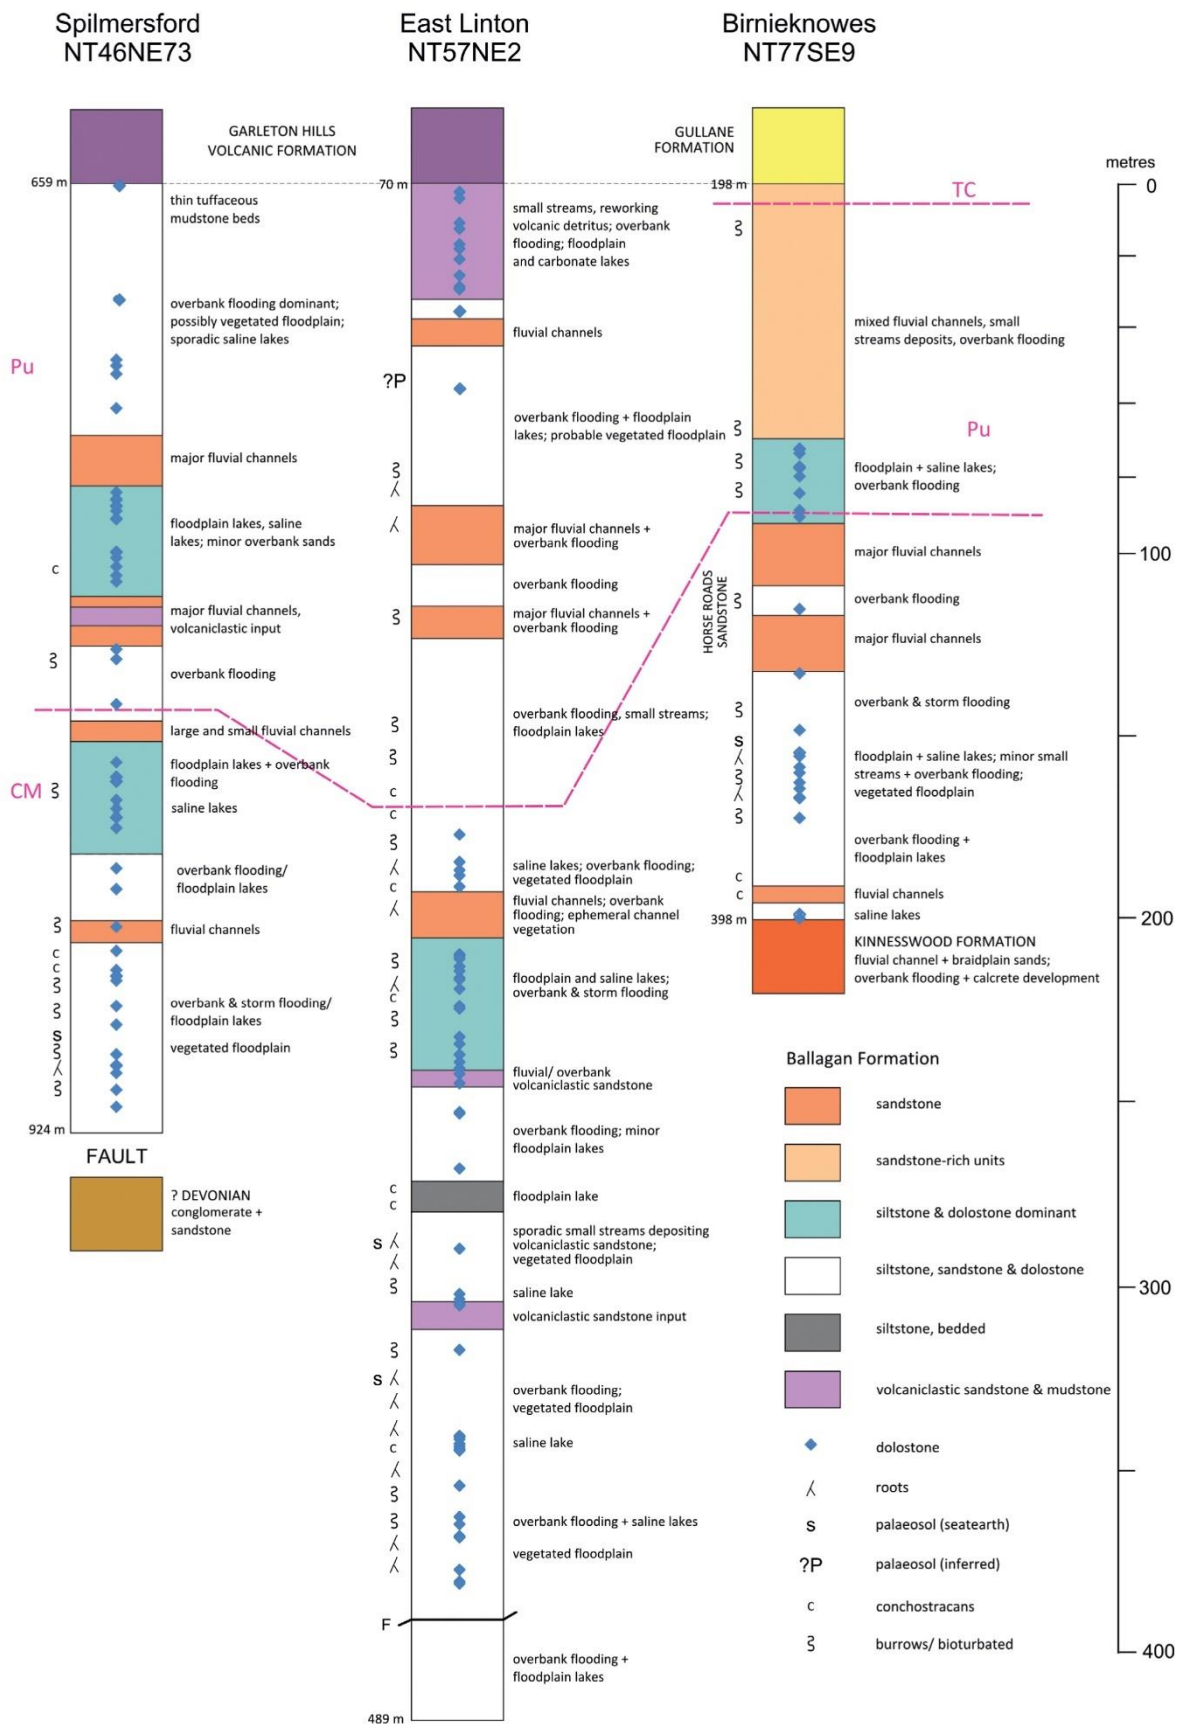 Spilmersford
NT46NE73
East Linton
NT57NE2
Birnieknowes
NT77SE9
GARLETON HILLS
VOLCANIC FORMATION
GULLANE
FORMATION
metres
659 m
70 m
198 m
0
TC
thin tuffaceous
mudstone beds
overbank flooding dominant;
possibly vegetated floodplain;
sporadic saline lakes
Pu
major fluvial channels
floodplain lakes, saline
lakes; minor overbank sands
c
major fluvial channels,
volcaniclastic input
overbank flooding
large and small fluvial channels
floodplain lakes + overbank
flooding
CM
saline lakes
overbank flooding/
floodplain lakes
fluvial channels
c
c
overbank & storm flooding/
floodplain lakes
s
vegetated floodplain
924 m
FAULT
? DEVONIAN
conglomerate +
sandstone
small streams, reworking
volcanic detritus; overbank
flooding; floodplain
and carbonate lakes
fluvial channels
?P
overbank flooding + floodplain
lakes; probable vegetated floodplain
major fluvial channels +
overbank flooding
overbank flooding
major fluvial channels +
overbank flooding
overbank flooding, small streams;
floodplain lakes
c
c
saline lakes; overbank flooding;
vegetated floodplain
c
fluvial channels; overbank
flooding; ephemeral channel
vegetation
floodplain and saline lakes;
overbank & storm flooding
c
fluvial/ overbank
volcaniclastic sandstone
overbank flooding; minor
floodplain lakes
c
c
floodplain lake
sporadic small streams depositing
volcaniclastic sandstone;
vegetated floodplain
s
saline lake
volcaniclastic sandstone input
s
overbank flooding;
vegetated floodplain
c
saline lake
overbank flooding + saline lakes
vegetated floodplain
F
overbank flooding +
floodplain lakes
489 m
mixed fluvial channels, small
streams deposits, overbank flooding
Pu
floodplain + saline lakes;
overbank flooding
major fluvial channels
HORSE ROADS
SANDSTONE
overbank flooding
major fluvial channels
overbank & storm flooding
s
floodplain + saline lakes; minor small
streams + overbank flooding;
vegetated floodplain
overbank flooding +
floodplain lakes
c
c
fluvial channels
saline lakes
398 m
KINNESSWOOD FORMATION
fluvial channel + braidplain sands;
overbank flooding + calcrete development
100
200
300
400
Ballagan Formation
sandstone
sandstone-rich units
siltstone & dolostone dominant
siltstone, sandstone & dolostone
siltstone, bedded
volcaniclastic sandstone & mudstone
dolostone
roots
s palaeosol (seatearth)
?P palaeosol (inferred)
c conchostracans
burrows/ bioturbated